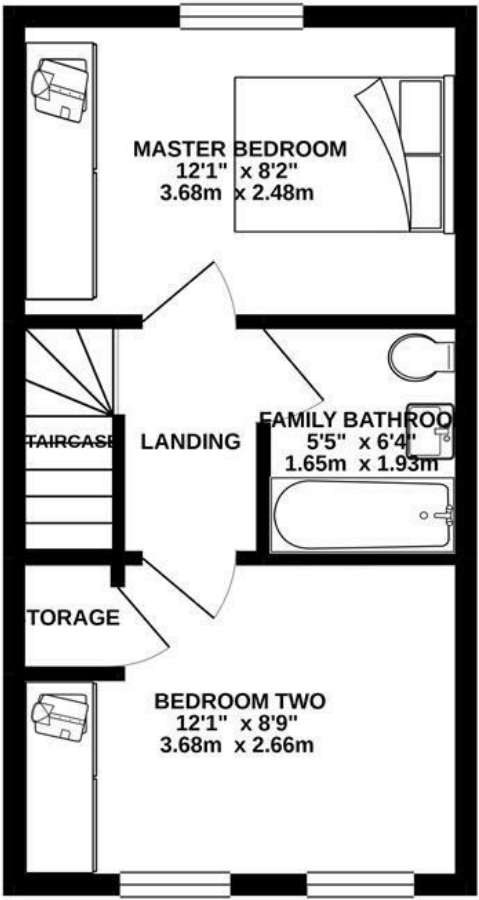 MASTER BEDROOM
12'1" x 8'2"
3.68m x 2.48m
FAMILY BATHROO
5'5" x 6'4"
1.65m x 1.93m
TAIRCASE
LANDING
TORAGE
BEDROOM TWO
12'1" x 8'9"
3.68m x 2.66m